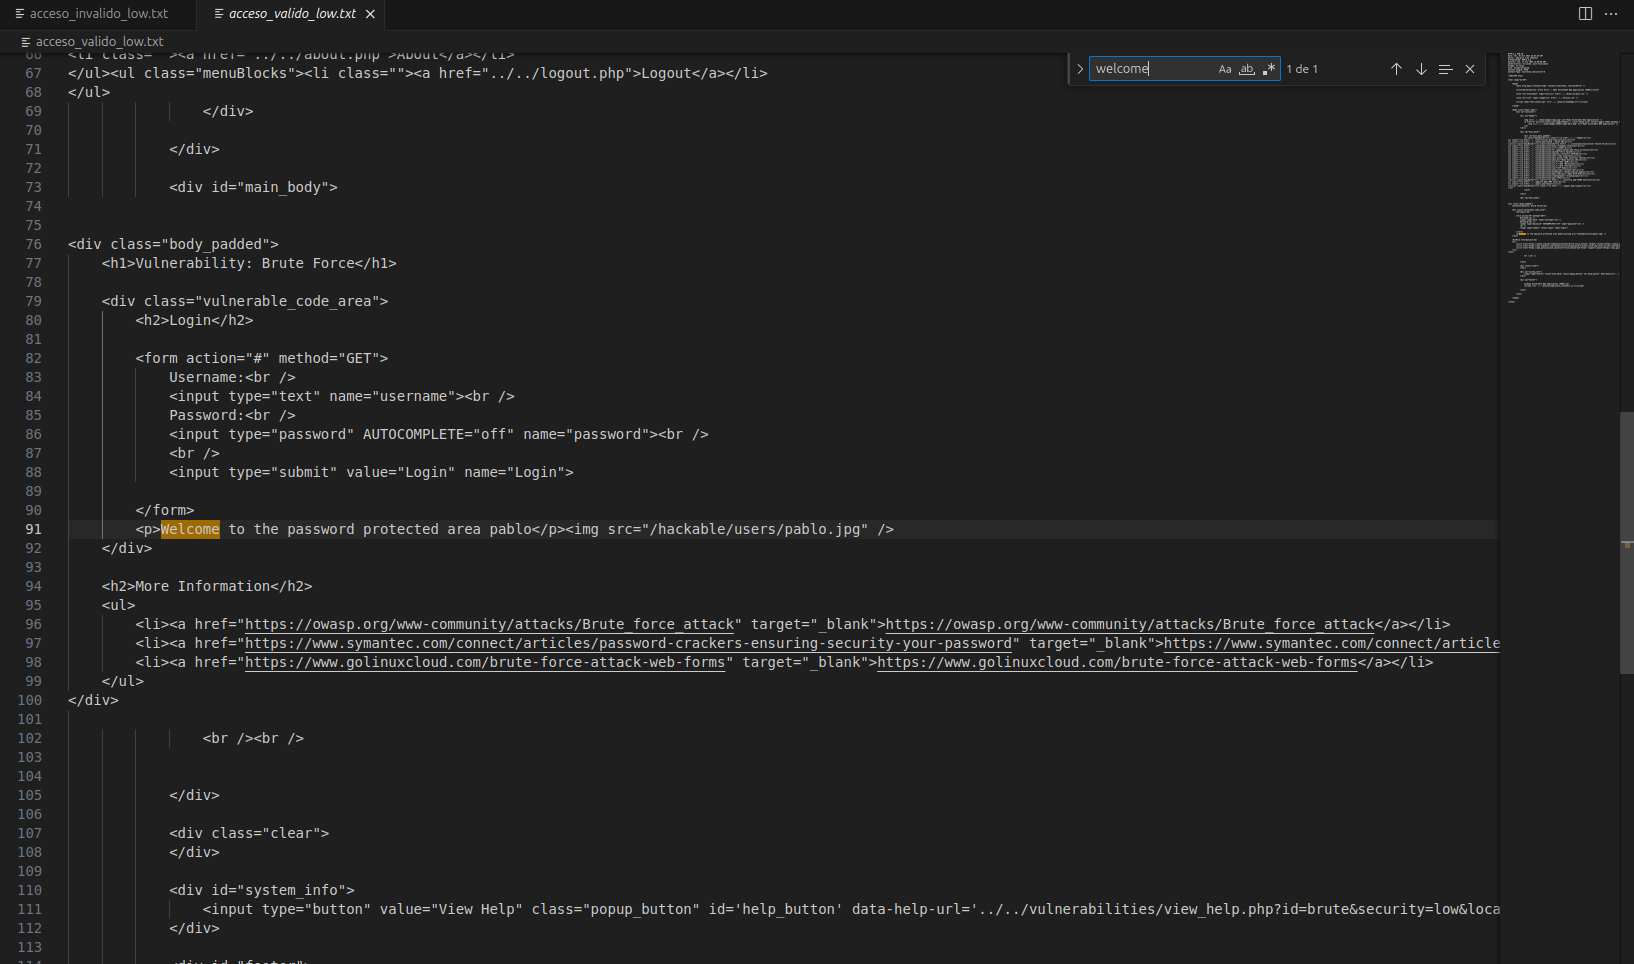 acceso_invalido_low.txt
acceso_valido_low.txt
acceso_valido_low.txt
welcome
Aa
ab
1 de 1
66 <li class=""><a href="../../about.php">About</a></li>
67 </ul><ul class="menuBlocks"><li class=""><a href="../../logout.php">Logout</a></li>
68 </ul>
69 </div>
70
71 </div>
72
73 <div id="main_body">
74
75
76 <div class="body_padded">
77 <h1>Vulnerability: Brute Force</h1>
78
79 <div class="vulnerable_code_area">
80 <h2>Login</h2>
81
82 <form action="#" method="GET">
83 Username:<br />
84 <input type="text" name="username"><br />
85 Password:<br />
86 <input type="password" AUTOCOMPLETE="off" name="password"><br />
87 <br />
88 <input type="submit" value="Login" name="Login">
89
90 </form>
91 <p>Welcome to the password protected area pablo</p><img src="/hackable/users/pablo.jpg" />
92 </div>
93
94 <h2>More Information</h2>
95 <ul>
96 <li><a href="https://owasp.org/www-community/attacks/Brute_force_attack" target="_blank">https://owasp.org/www-community/attacks/Brute_force_attack</a></li>
97 <li><a href="https://www.symantec.com/connect/articles/password-crackers-ensuring-security-your-password" target="_blank">https://www.symantec.com/connect/article
98 <li><a href="https://www.golinuxcloud.com/brute-force-attack-web-forms" target="_blank">https://www.golinuxcloud.com/brute-force-attack-web-forms</a></li>
99 </ul>
100 </div>
101
102 <br /><br />
103
104
105 </div>
106
107 <div class="clear">
108 </div>
109
110 <div id="system_info">
111 <input type="button" value="View Help" class="popup_button" id='help_button' data-help-url='../../vulnerabilities/view_help.php?id=brute&security=low&loca
112 </div>
113
114 <div id="footer">